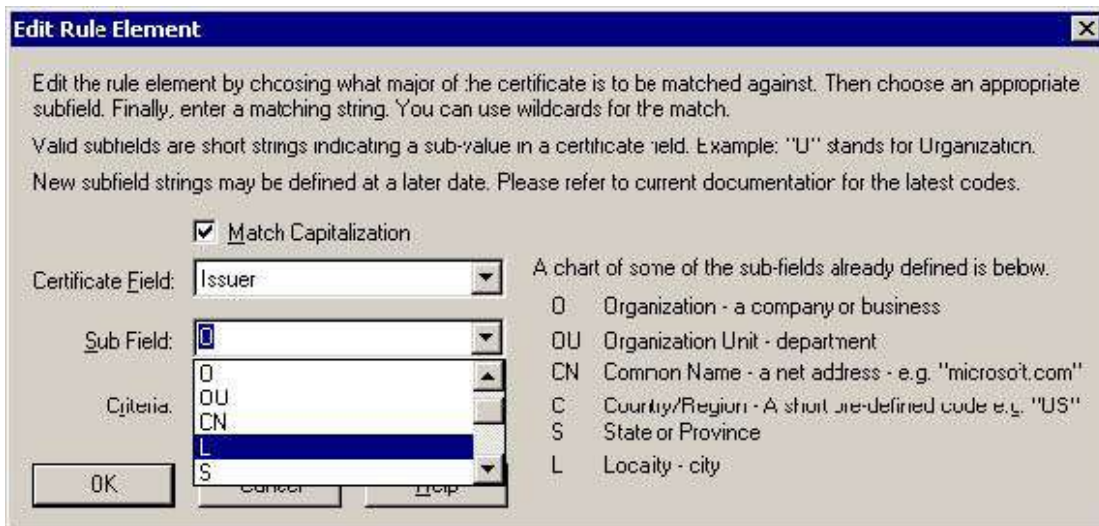 Edit Rule Element
Edit the rule element by choosing what major of the certificate is to be matched against. Then choose an appropriate
subfield. Finally, enter a matching string. You can use wildcards for the match.
Valid subfields are short strings indicating a sub-value in a certificate field. Example: "O" stands for Organization.
New subfield strings may be defined at a later date. Please refer to current documentation for the latest codes.
Match Capitalization
Certificate Field: Issuer
A chart of some of the sub-fields already defined is below.
O Organization - a company or business
Sub Field: O
OU Organization Unit - department
O
CN Common Name - a net address - e.g. "microsoft.com"
OU
Criteria:
C Country/Region - A short pre-defined code e.g. "US"
CN
S State or Province
L
L Locality - city
S
OK
Cancel
Help